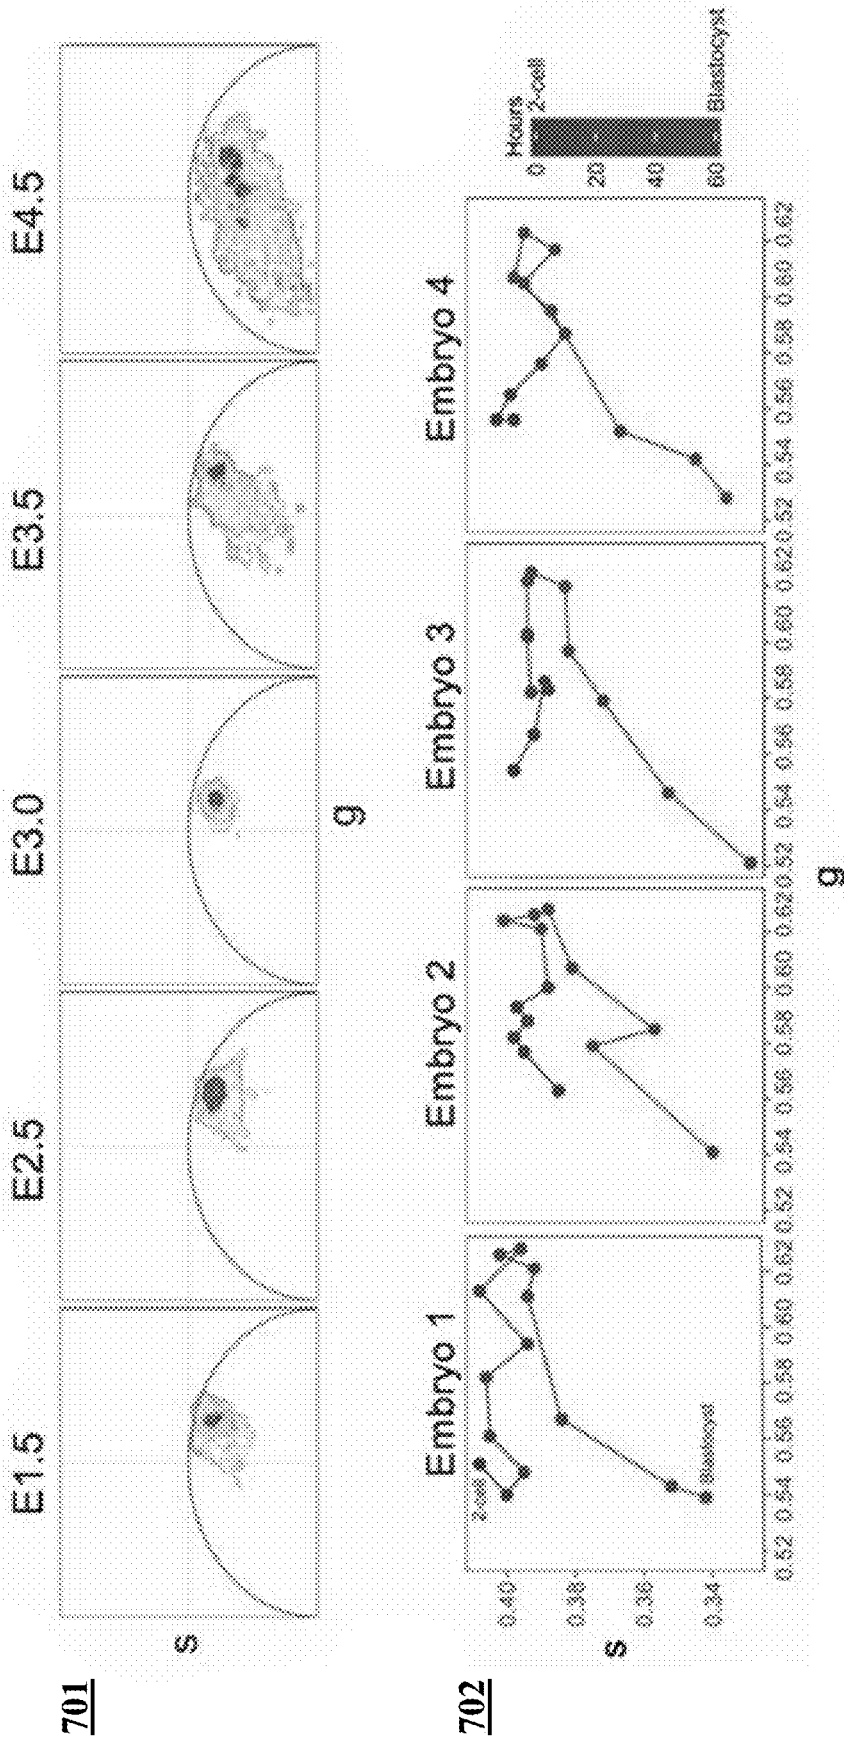 701
E1.5 E2.5 E3.0 E3.5 E4.5
s
g
702
Embryo 1 Embryo 2 Embryo 3 Embryo 4
Hours
0 2-cell
20
40
60 Blastocyst
2-cell
Blastocyst
s
0.40
0.38
0.36
0.34
0.52 0.54 0.56 0.58 0.60 0.62 0.52 0.54 0.56 0.58 0.60 0.62 0.52 0.54 0.56 0.58 0.60 0.62 0.52 0.54 0.56 0.58 0.60 0.62
g